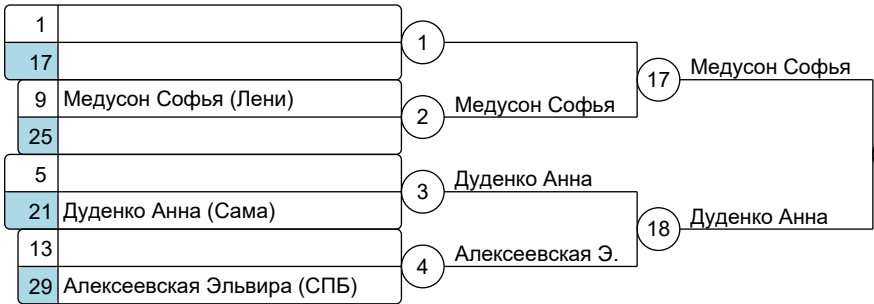 1
17
1
9 Медусон Софья (Лени)
25
2 Медусон Софья
17 Медусон Софья
5
21 Дуденко Анна (Сама)
3 Дуденко Анна
13
29 Алексеевская Эльвира (СПБ)
4 Алексеевская Э.
18 Дуденко Анна